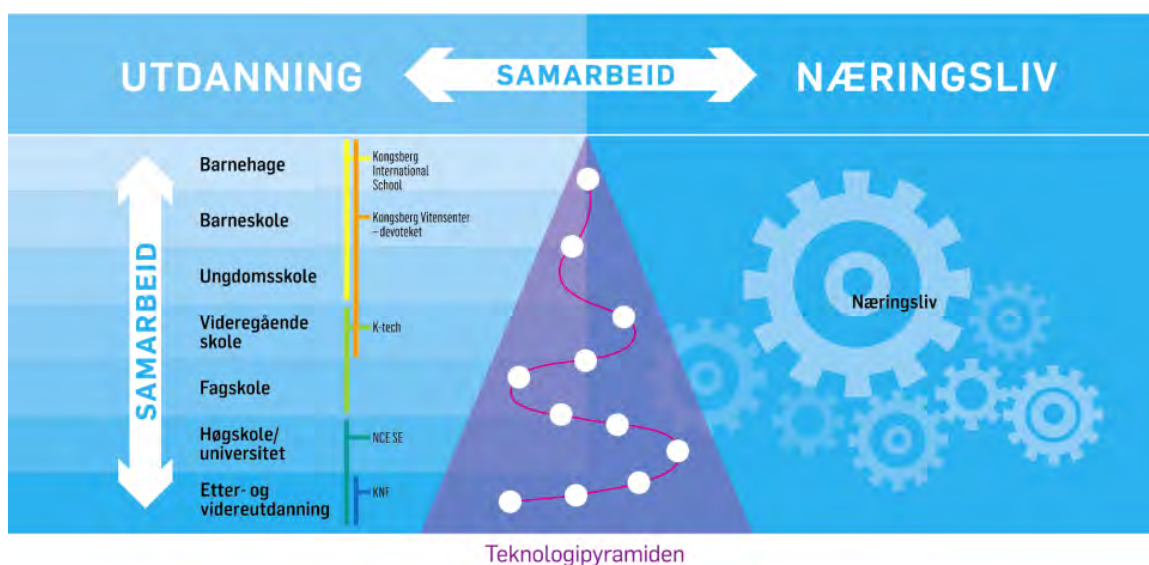 UTDANNING
SAMARBEID
NÆRINGSLIV
SAMARBEID
Barnehage
Barneskole
Ungdomsskole
Videregående
skole
Fagskole
Høgskole/
universitet
Etter- og
videreutdanning
Kongsberg
International
School
Kongsberg Vitensenter
– devoteket
K-tech
NCE SE
KNF
Næringsliv
Teknologipyramiden